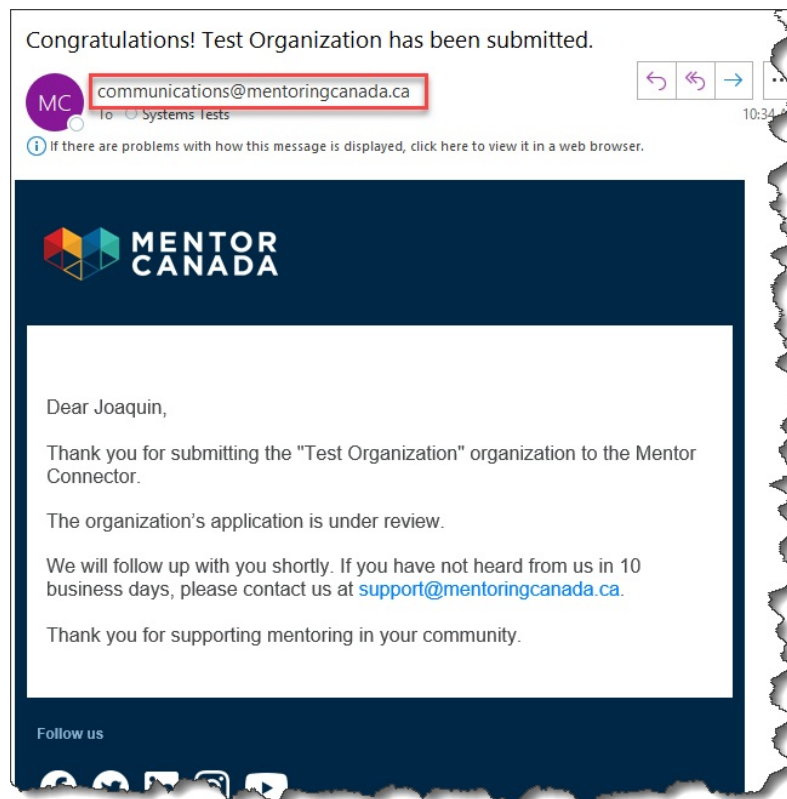 Congratulations! Test Organization has been submitted.
MC
communications@mentoringcanada.ca
To Systems Tests
10:34
If there are problems with how this message is displayed, click here to view it in a web browser.
MENTOR
CANADA
Dear Joaquin,
Thank you for submitting the "Test Organization" organization to the Mentor
Connector.
The organization’s application is under review.
We will follow up with you shortly. If you have not heard from us in 10
business days, please contact us at support@mentoringcanada.ca.
Thank you for supporting mentoring in your community.
Follow us